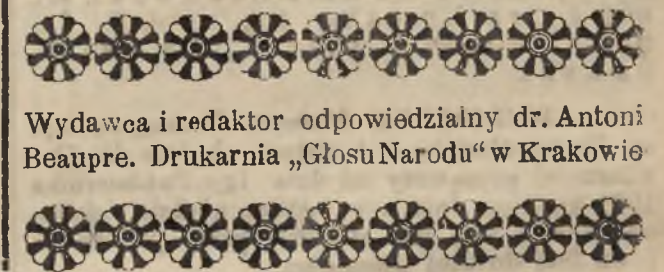 Wydawca i redaktor odpowiedzialny dr. Antoni
Beaupre. Drukarnia „Głosu Narodu“ w Krakowie